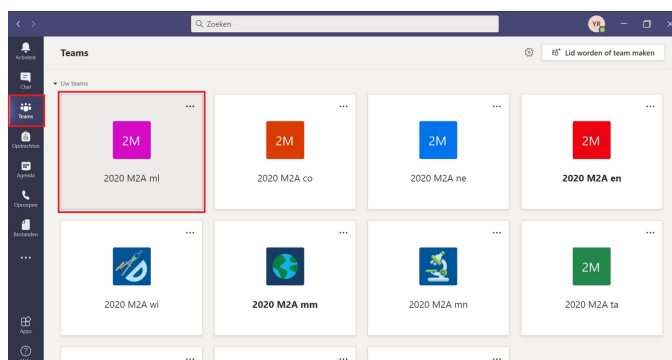 Zoeken
YR
Activiteit
Chat
Teams
Opdrachten
Agenda
Oproepen
Bestanden
Apps
Teams
Lid worden of team maken
Uw teams
2M
2020 M2A ml
2M
2020 M2A co
2M
2020 M2A ne
2M
2020 M2A en
2020 M2A wi
2020 M2A mm
2020 M2A mn
2M
2020 M2A ta